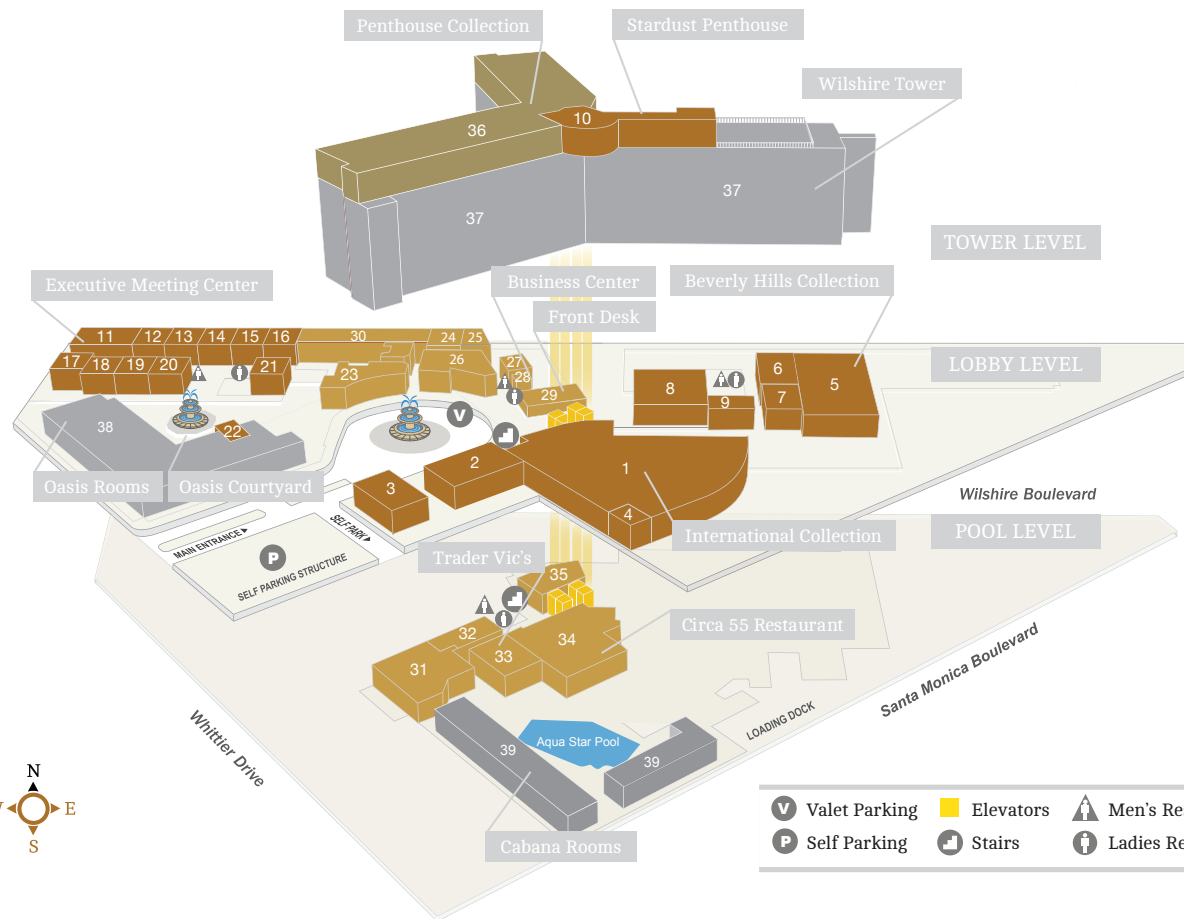 Penthouse Collection
Stardust Penthouse
Wilshire Tower
10
36
37
37
TOWER LEVEL
Executive Meeting Center
Business Center
Beverly Hills Collection
Front Desk
11 12 13 14 15 16 30 24 25
17 18 19 20 21 23 26 27 28 29
LOBBY LEVEL
8 9 6 7 5
38 22
V
Oasis Rooms
Oasis Courtyard
3 2 1 4
Wilshire Boulevard
POOL LEVEL
International Collection
MAIN ENTRANCE
SELF PARK
P
SELF PARKING STRUCTURE
Trader Vic's
35
32 33 34 31
Circa 55 Restaurant
Santa Monica Boulevard
Whittier Drive
LOADING DOCK
39
Aqua Star Pool
39
Cabana Rooms
N
E
S
V Valet Parking
Elevators
Men's Re
P Self Parking
Stairs
Ladies Re